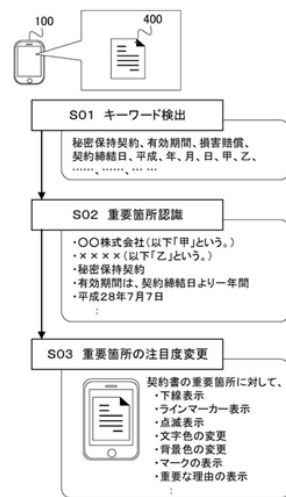 100
400
S01 キーワード検出
秘密保持契約、有効期間、損害賠償、
契約締結日、平成、年、月、日、甲、乙、
……、……、… …
S02 重要箇所認識
・〇〇株式会社(以下「甲」という。)
・××××(以下「乙」という。)
・秘密保持契約
・有効期間は、契約締結日より一年間
・平成28年7月7日
:
S03 重要箇所の注目度変更
契約書の重要箇所に対して、
・下線表示
・ラインマーカー表示
・点滅表示
・文字色の変更
・背景色の変更
・マークの表示
・重要な理由の表示
: